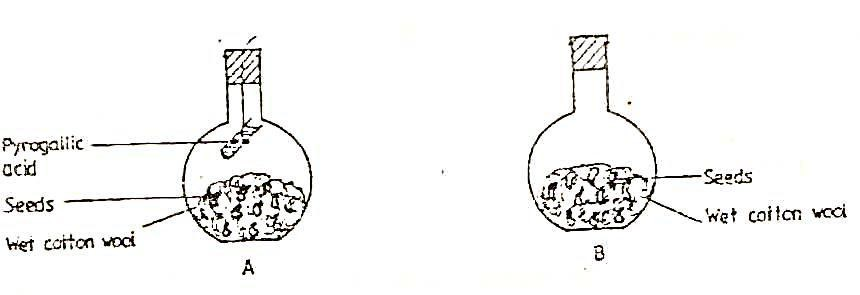 Pyrogallic
acid
Seeds
Wet cotton wool
A
Seeds
Wet cotton wool
B